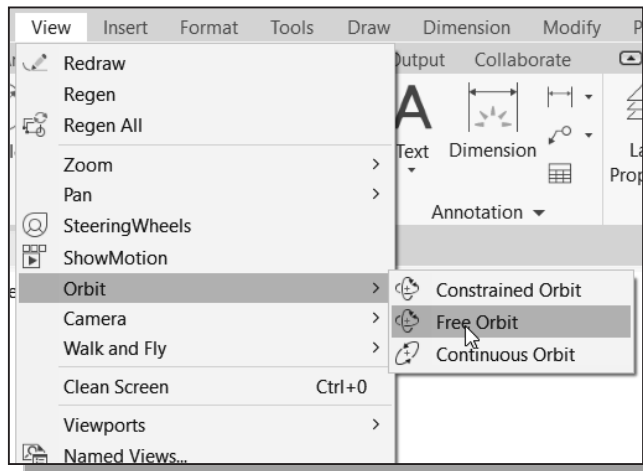 View Insert Format Tools Draw Dimension Modify
Collaborate
Redraw
Regen
Regen All
Text Dimension
Zoom >
Pan >
Annotation
SteeringWheels
ShowMotion
Orbit >
Constrained Orbit
Camera >
Free Orbit
Walk and Fly >
Continuous Orbit
Clean Screen Ctrl+0
Viewports >
Named Views...